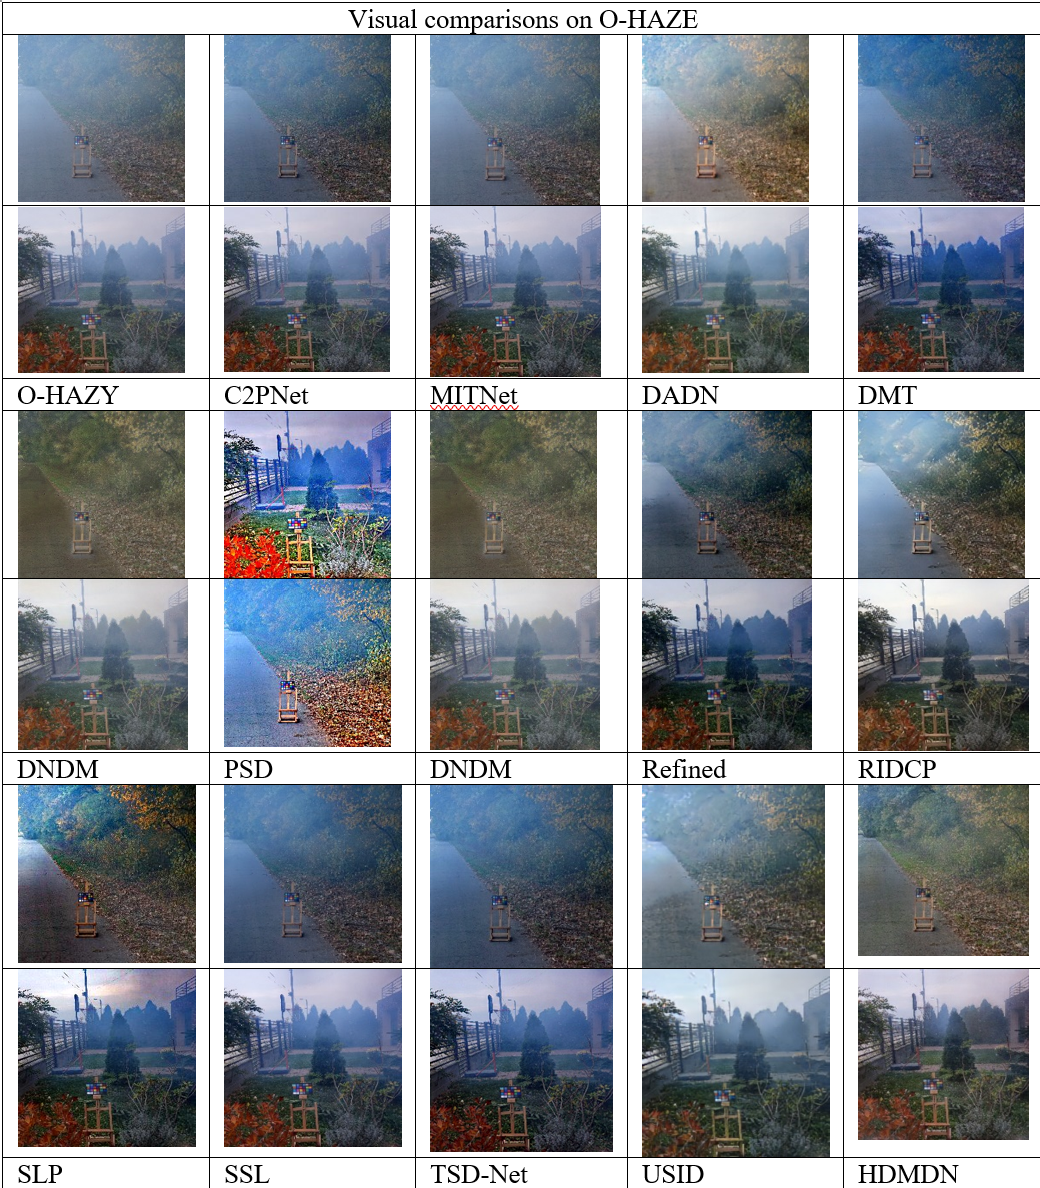 Visual comparisons on O-HAZE
O-HAZY
C2PNet
MITNet
DADN
DMT
DNDM
PSD
DNDM
Refined
RIDCP
SLP
SSL
TSD-Net
USID
HDMDN